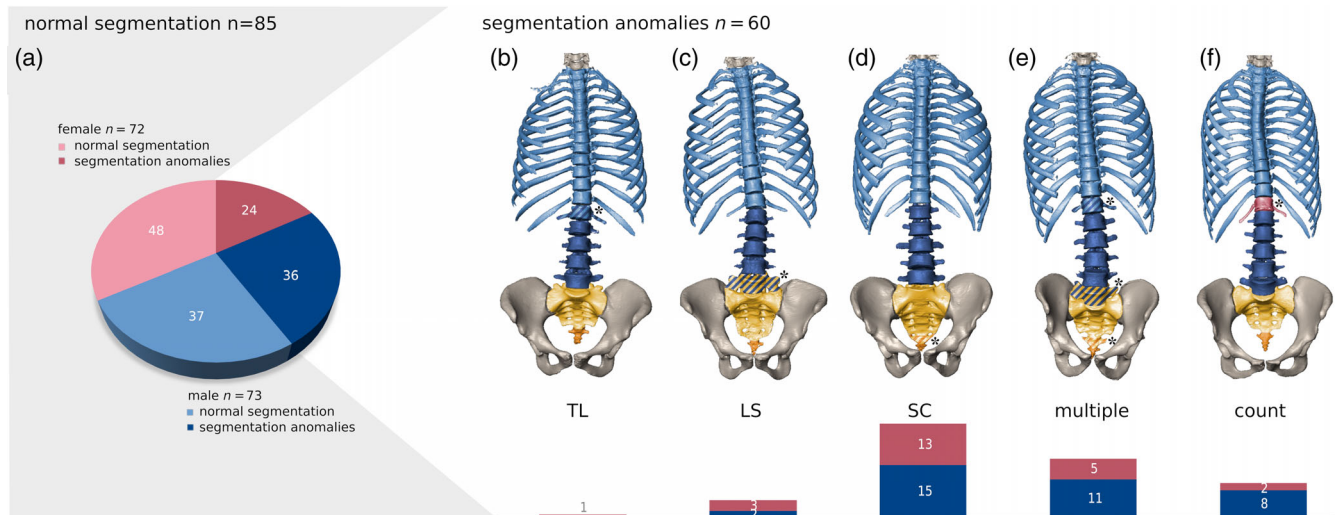 normal segmentation n=85
segmentation anomalies n = 60
(a)
(b)
(c)
(d)
(e)
(f)
female n = 72
normal segmentation
segmentation anomalies
24
48
36
37
male n = 73
normal segmentation
segmentation anomalies
*
*
*
*
*
*
*
TL
LS
SC
multiple
count
1
3
13
15
5
11
2
8